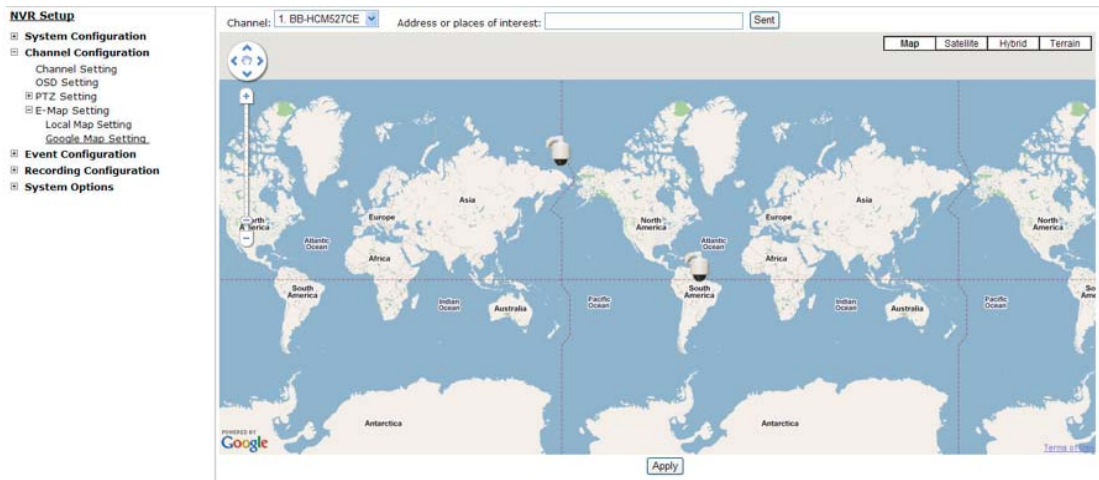 NVR Setup
System Configuration
Channel Configuration
Channel Setting
OSD Setting
PTZ Setting
E-Map Setting
Local Map Setting
Google Map Setting
Event Configuration
Recording Configuration
System Options
Channel: 1. BB-HCM527CE Address or places of interest: Sent
Map Satellite Hybrid Terrain
Asia
Europe
North
America
Atlantic
Ocean
Africa
South
America
Indian
Ocean
Australia
Pacific
Ocean
Antarctica
North
America
Atlantic
Ocean
South
America
Europe
Africa
Indian
Ocean
Australia
Pacific
Ocean
Antarctica
North
America
POWERED BY
Google
Apply